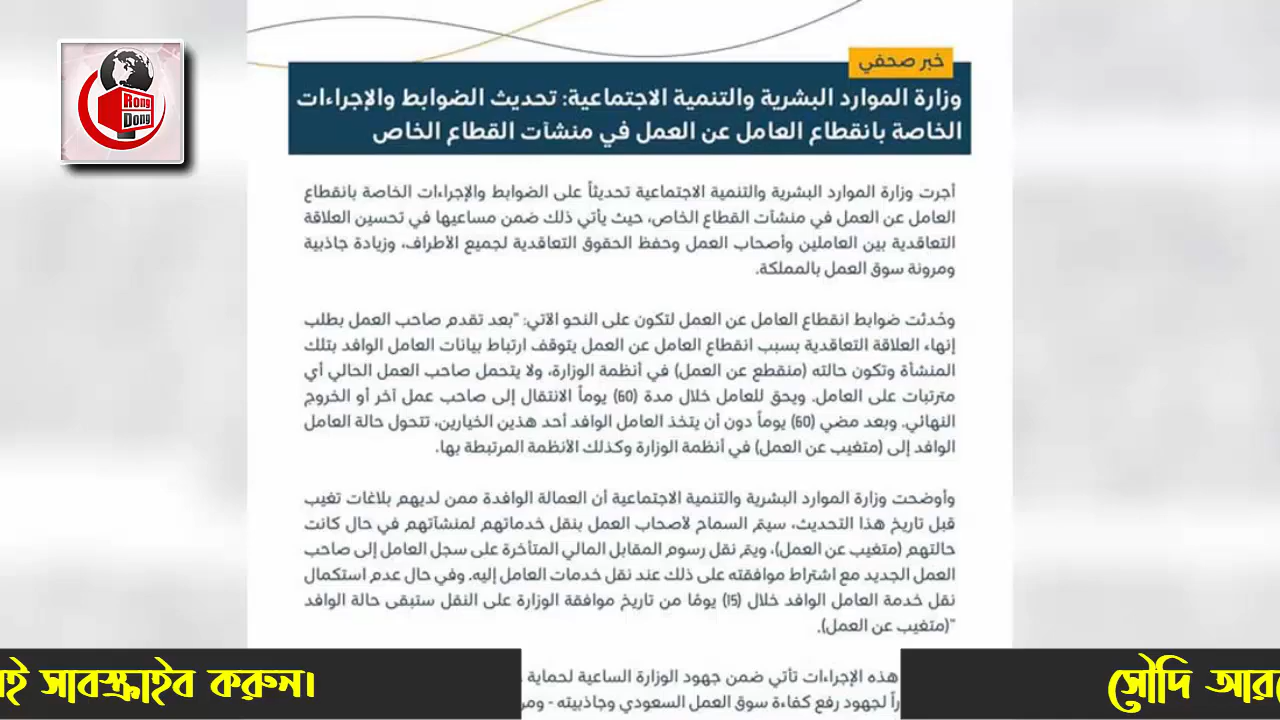 Rong
Dong
خبر صحفي
وزارة الموارد البشرية والتنمية الاجتماعية: تحديث الضوابط والإجراءات
الخاصة بانقطاع العامل عن العمل في منشآت القطاع الخاص
أجرت وزارة الموارد البشرية والتنمية الاجتماعية تحديثاً على الضوابط والإجراءات الخاصة بانقطاع
العامل عن العمل في منشآت القطاع الخاص، حيث يأتي ذلك ضمن مساعيها في تحسين العلاقة
التعاقدية بين العاملين وأصحاب العمل وحفظ الحقوق التعاقدية لجميع الأطراف، وزيادة جاذبية
ومرونة سوق العمل بالمملكة.
وحُدثت ضوابط انقطاع العامل عن العمل لتكون على النحو الآتي: "بعد تقدم صاحب العمل بطلب
إنهاء العلاقة التعاقدية بسبب انقطاع العامل عن العمل يتوقف ارتباط بيانات العامل الوافد بتلك
المنشأة وتكون حالته (منقطع عن العمل) في أنظمة الوزارة، ولا يتحمل صاحب العمل الحالي أي
مترتبات على العامل. ويحق للعامل خلال مدة (60) يوماً الانتقال إلى صاحب عمل آخر أو الخروج
النهائي. وبعد مضي (60) يوماً دون أن يتخذ العامل الوافد أحد هذين الخيارين، تتحول حالة العامل
الوافد إلى (متغيب عن العمل) في أنظمة الوزارة وكذلك الأنظمة المرتبطة بها.
وأوضحت وزارة الموارد البشرية والتنمية الاجتماعية أن العمالة الوافدة ممن لديهم بلاغات تغيب
قبل تاريخ هذا التحديث، سيتم السماح لأصحاب العمل بنقل خدماتهم لمنشآتهم في حال كانت
حالتهم (متغيب عن العمل)، ويتم نقل رسوم المقابل المالي المتأخرة على سجل العامل إلى صاحب
العمل الجديد مع اشتراط موافقته على ذلك عند نقل خدمات العامل إليه. وفي حال عدم استكمال
نقل خدمة العامل الوافد خلال (15) يومًا من تاريخ موافقة الوزارة على النقل ستبقى حالة الوافد
"(متغيب عن العمل).
هذه الإجراءات تأتي ضمن جهود الوزارة الساعية لحماية
لجهود رفع كفاءة سوق العمل السعودي وجاذبيته -
সাবস্ক্রাইব করুন।
সৌদি